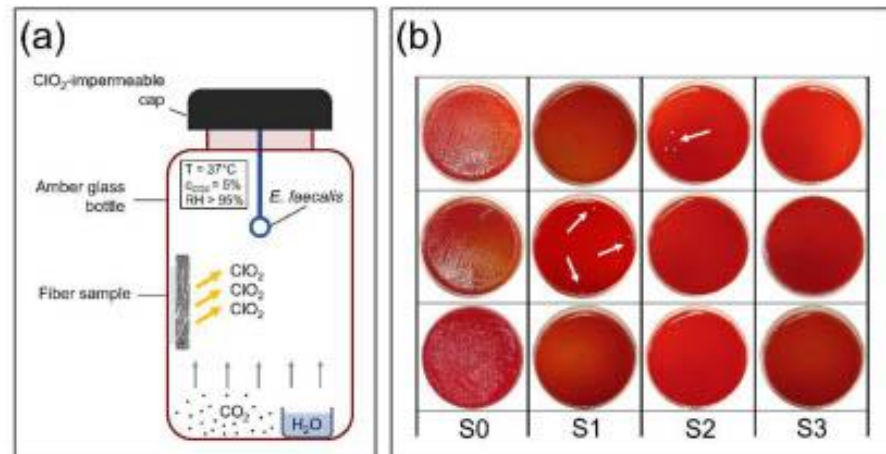 (a)
ClO₂-impermeable
cap
Amber glass
bottle
T = 37°C
cCO2 = 5%
RH > 95%
E. faecalis
Fiber sample
ClO₂
ClO₂
ClO₂
CO₂
H₂O
(b)
S0 S1 S2 S3